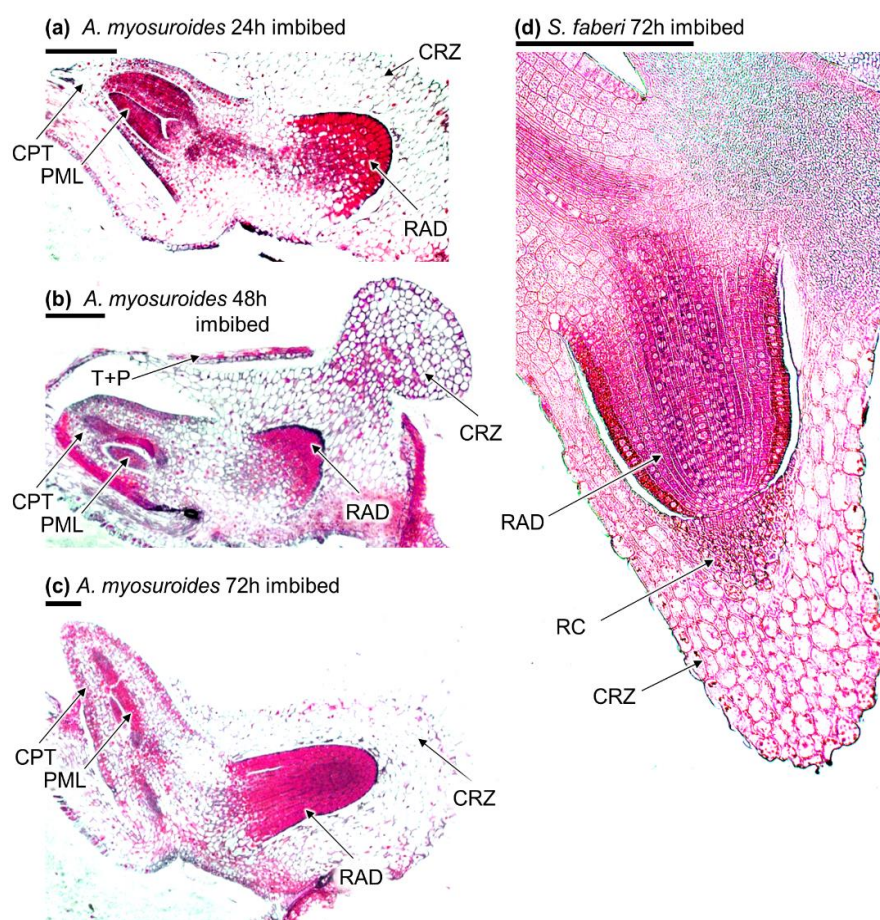 (a) A. myosuroides 24h imbibed
CRZ
CPT
PML
RAD
(b) A. myosuroides 48h
imbibed
T+P
CRZ
CPT
PML
RAD
(c) A. myosuroides 72h imbibed
CPT
PML
CRZ
RAD
(d) S. faberi 72h imbibed
RAD
RC
CRZ